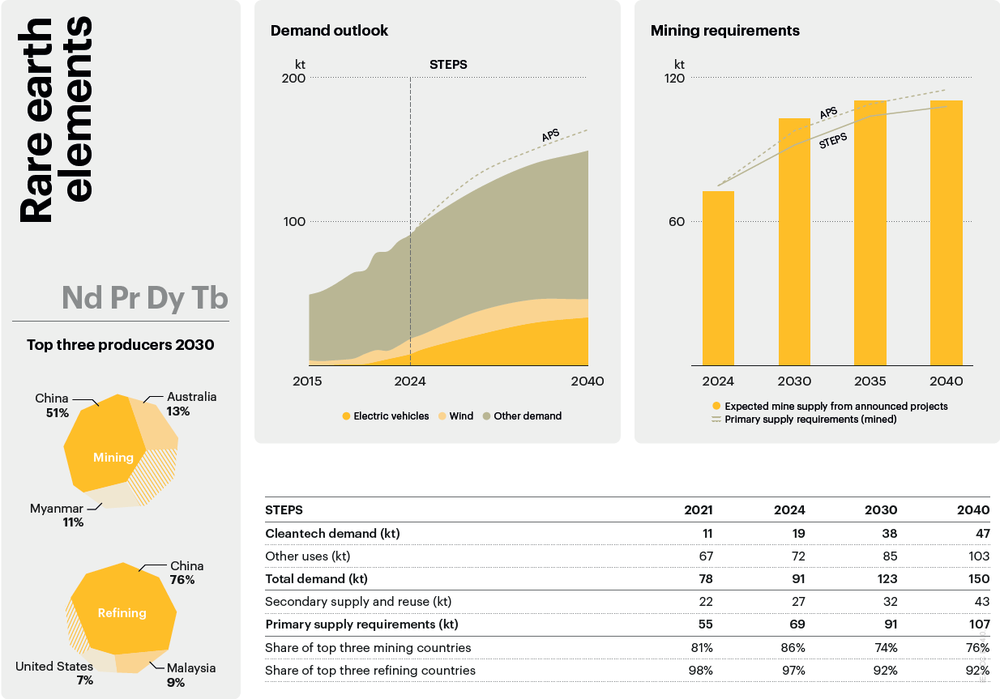 Rare earth
elements
Nd Pr Dy Tb
Top three producers 2030
China
51%
Australia
13%
Mining
Myanmar
11%
China
76%
Refining
United States
7%
Malaysia
9%
Demand outlook
kt
STEPS
200
APS
100
2015 2024 2040
Electric vehicles Wind Other demand
Mining requirements
kt
120
APS
STEPS
60
2024 2030 2035 2040
Expected mine supply from announced projects
Primary supply requirements (mined)
STEPS 2021 2024 2030 2040
Cleantech demand (kt) 11 19 38 47
Other uses (kt) 67 72 85 103
Total demand (kt) 78 91 123 150
Secondary supply and reuse (kt) 22 27 32 43
Primary supply requirements (kt) 55 69 91 107
Share of top three mining countries 81% 86% 74% 76%
Share of top three refining countries 98% 97% 92% 92%